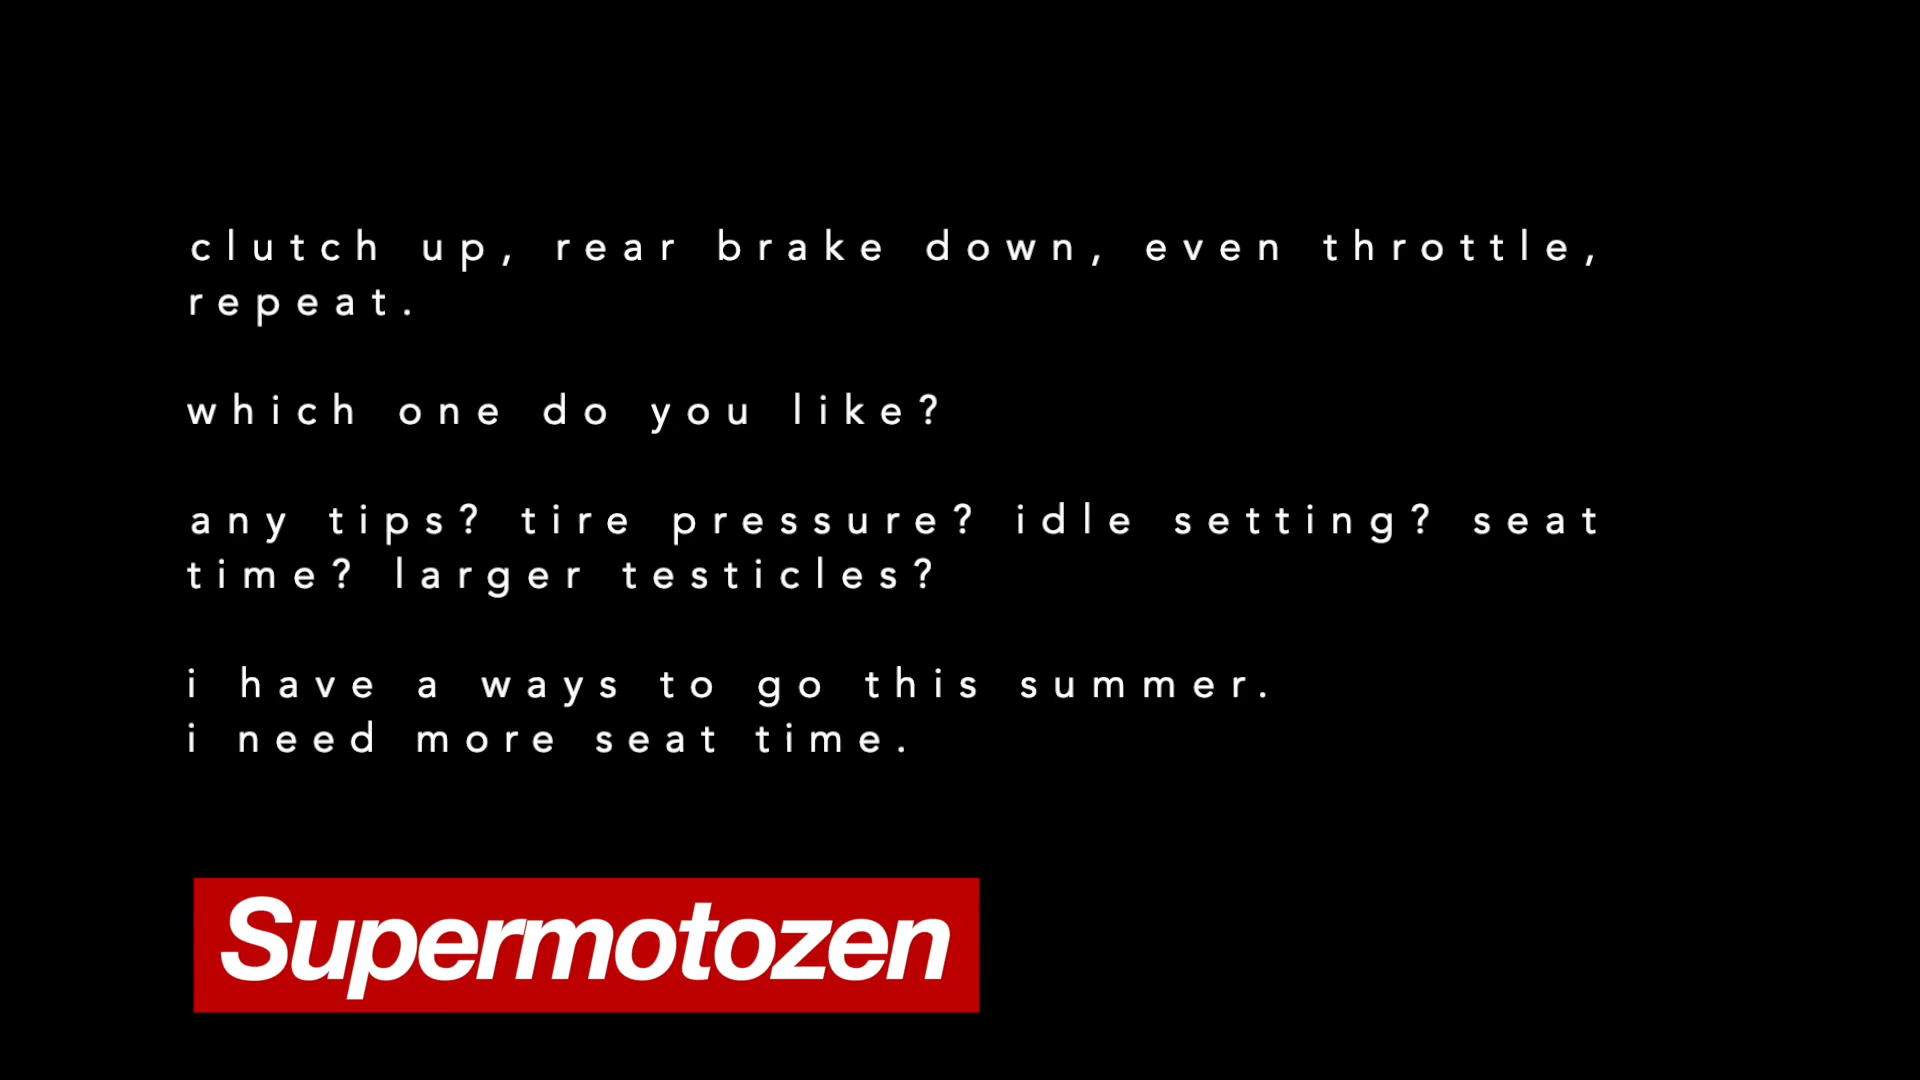 clutch up, rear brake down, even throttle,
repeat.
which one do you like?
any tips? tire pressure? idle setting? seat
time? larger testicles?
i have a ways to go this summer.
i need more seat time.
Supermotozen